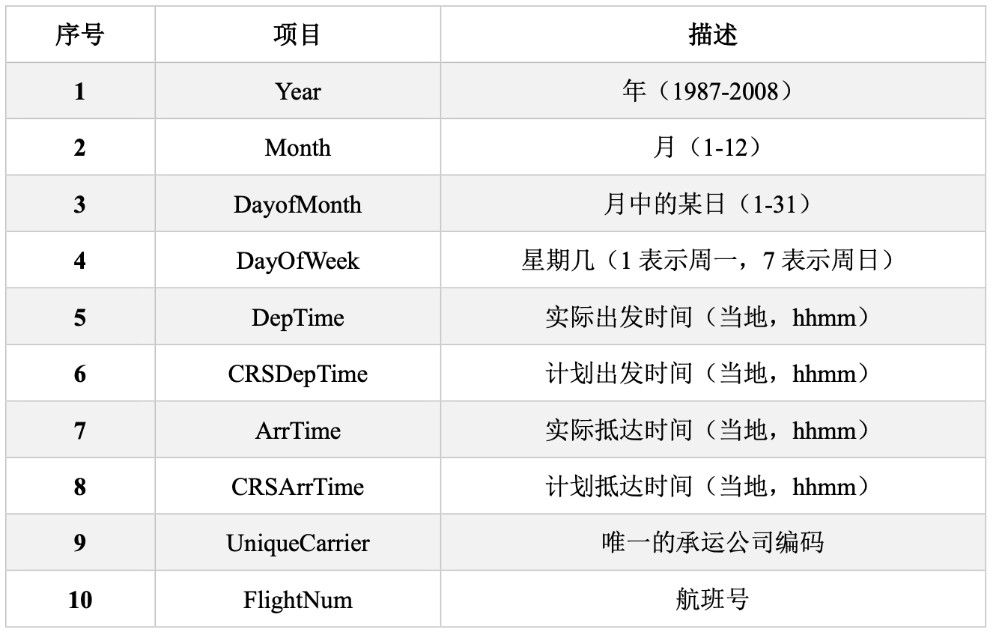 序号 项目 描述
1 Year 年（1987-2008）
2 Month 月（1-12）
3 DayofMonth 月中的某日（1-31）
4 DayOfWeek 星期几（1 表示周一，7 表示周日）
5 DepTime 实际出发时间（当地，hhmm）
6 CRSDepTime 计划出发时间（当地，hhmm）
7 ArrTime 实际抵达时间（当地，hhmm）
8 CRSArrTime 计划抵达时间（当地，hhmm）
9 UniqueCarrier 唯一的承运公司编码
10 FlightNum 航班号